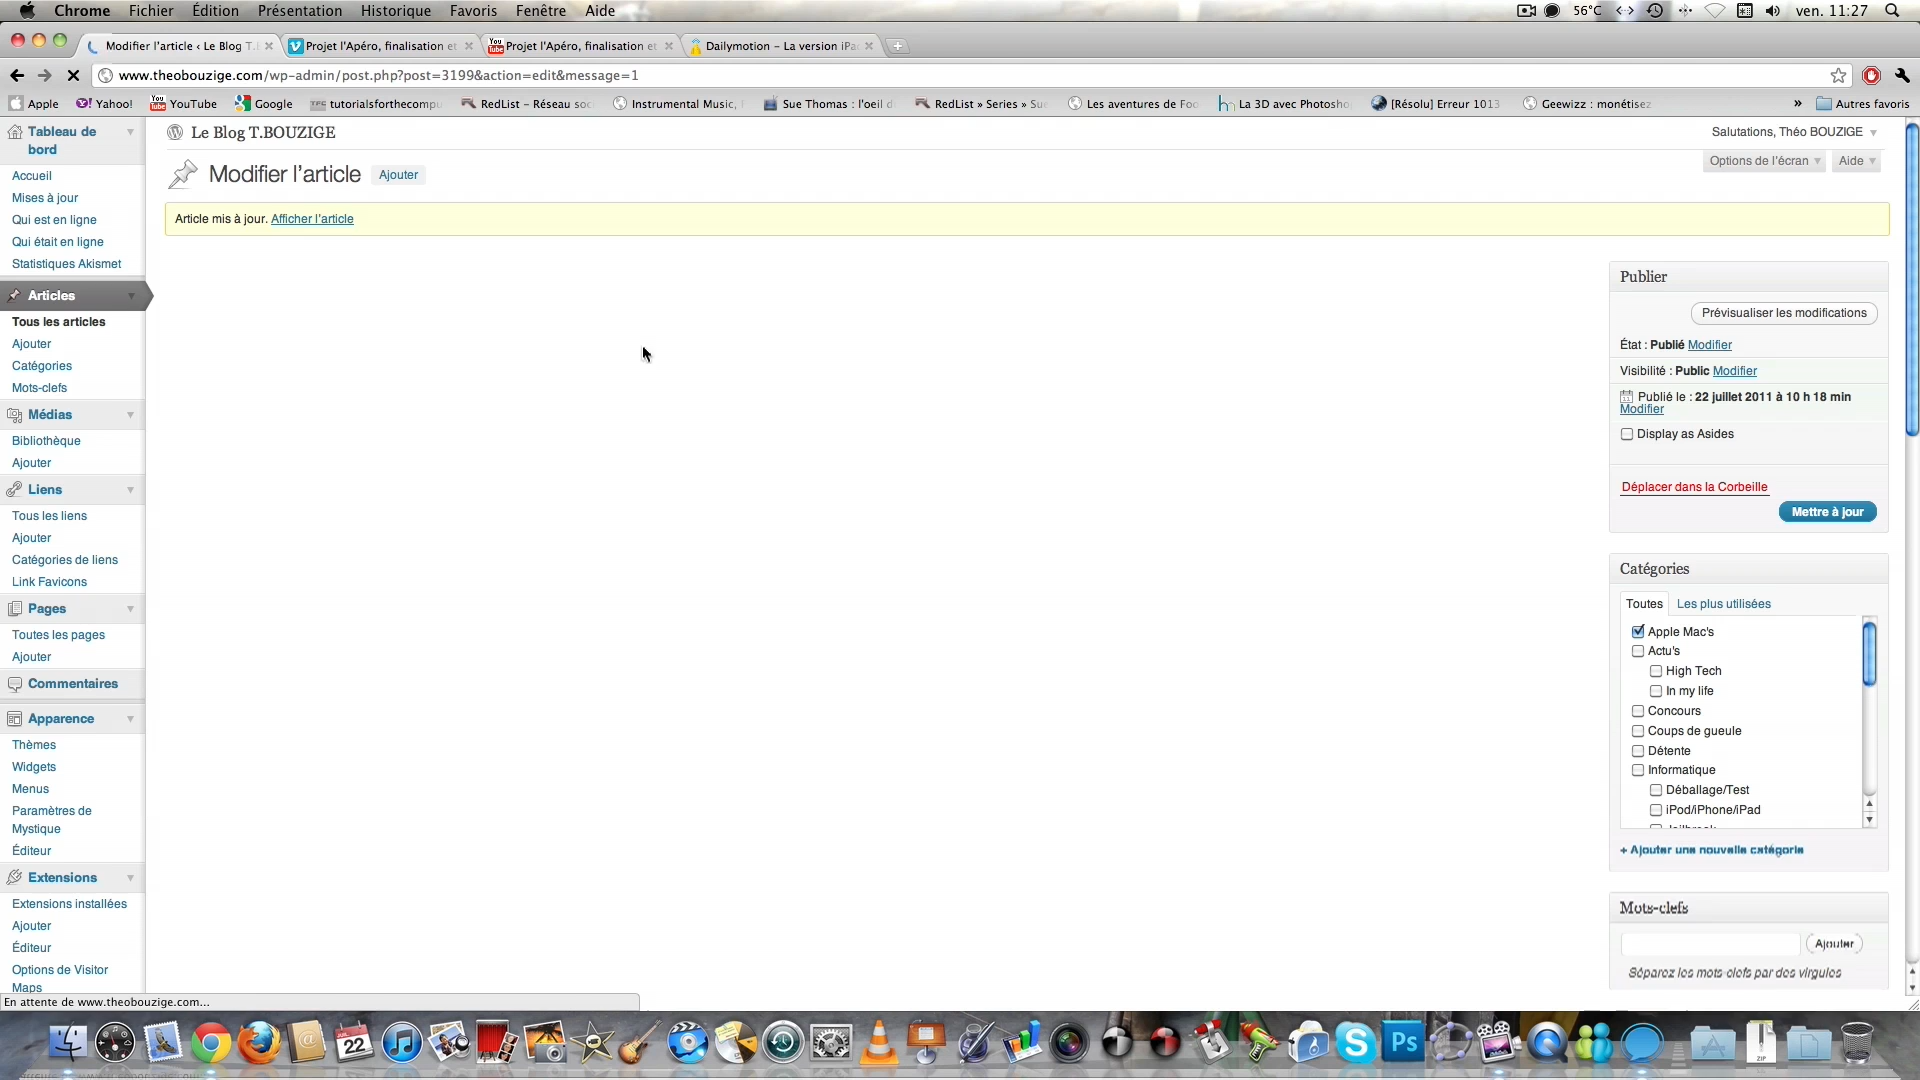 Chrome Fichier Édition Présentation Historique Favoris Fenêtre Aide 56°C ven. 11:27
Modifier l'article ‹ Le Blog T. Projet l'Apéro, finalisation et Projet l'Apéro, finalisation et Dailymotion – La version iPa
www.theobouzige.com/wp-admin/post.php?post=3199&action=edit&message=1
Apple Yahoo! YouTube Google tutorialsforthecompu RedList – Réseau soc Instrumental Music, Sue Thomas : l'oeil d RedList » Series » Sue Les aventures de Foo La 3D avec Photosho [Résolu] Erreur 1013 Geewizz : monétisez » Autres favoris
Tableau de bord
Accueil
Mises à jour
Qui est en ligne
Qui était en ligne
Statistiques Akismet
Articles
Tous les articles
Ajouter
Catégories
Mots-clefs
Médias
Bibliothèque
Ajouter
Liens
Tous les liens
Ajouter
Catégories de liens
Link Favicons
Pages
Toutes les pages
Ajouter
Commentaires
Apparence
Thèmes
Widgets
Menus
Paramètres de
Mystique
Éditeur
Extensions
Extensions installées
Ajouter
Éditeur
Options de Visitor
Maps
En attente de www.theobouzige.com...
Le Blog T.BOUZIGE
Salutations, Théo BOUZIGE
Options de l'écran Aide
Modifier l'article Ajouter
Article mis à jour. Afficher l'article
Publier
Prévisualiser les modifications
État : Publié Modifier
Visibilité : Public Modifier
Publié le : 22 juillet 2011 à 10 h 18 min
Modifier
Display as Asides
Déplacer dans la Corbeille
Mettre à jour
Catégories
Toutes Les plus utilisées
Apple Mac's
Actu's
High Tech
In my life
Concours
Coups de gueule
Détente
Informatique
Déballage/Test
iPod/iPhone/iPad
+ Ajouter une nouvelle catégorie
Mots-clefs
Ajouter
Séparez les mots-clefs par des virgules
22
Ps
ZIP